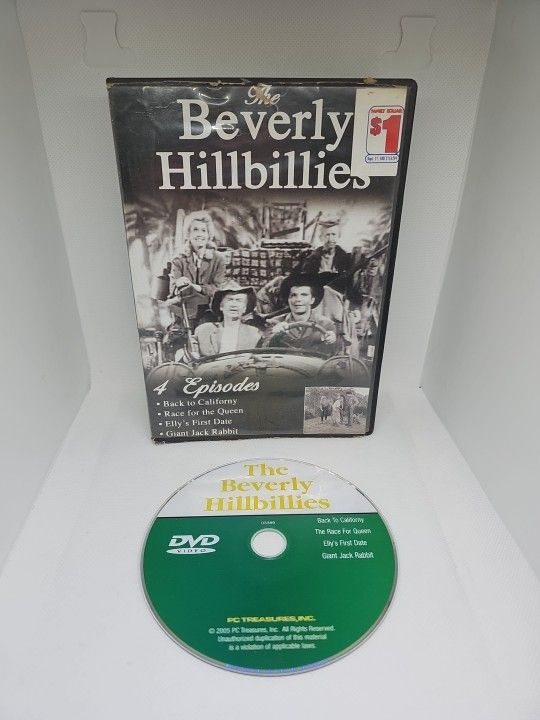 The
Beverly
Hillbillies
FAMILY DOLLAR
$1
4 Episodes
• Back to Californy
• Race for the Queen
• Elly's First Date
• Giant Jack Rabbit
The
Beverly
Hillbillies
Back To Californy
The Race For Queen
Elly's First Date
Giant Jack Rabbit
DVD
VIDEO
PC TREASURES, INC.
© 2005 PC Treasures, Inc. All Rights Reserved.
Unauthorized duplication of this material
is a violation of applicable laws.